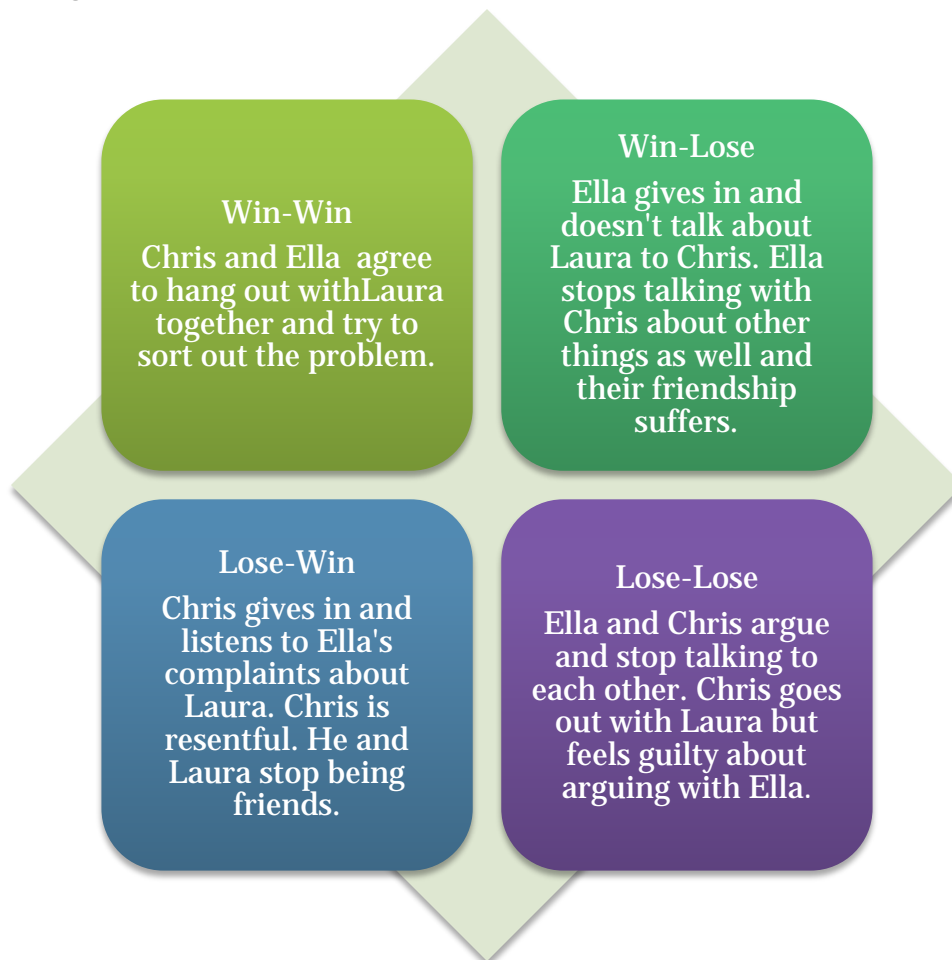 Win-Win
Chris and Ella  agree
to hang out withLaura
together and try to
sort out the problem.
Win-Lose
Ella gives in and
doesn't talk about
Laura to Chris. Ella
stops talking with
Chris about other
things as well and
their friendship
suffers.
Lose-Win
Chris gives in and
listens to Ella's
complaints about
Laura. Chris is
resentful. He and
Laura stop being
friends.
Lose-Lose
Ella and Chris argue
and stop talking to
each other. Chris goes
out with Laura but
feels guilty about
arguing with Ella.